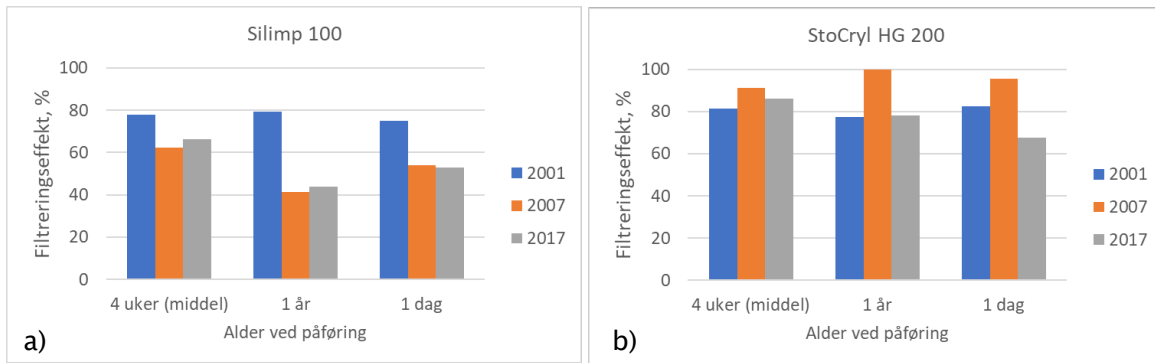 Silimp 100
Filtreringseffekt, %
100
80
60
40
20
0
4 uker (middel) 1 år 1 dag
Alder ved påføring
2001
2007
2017
a)
StoCryl HG 200
Filtreringseffekt, %
100
80
60
40
20
0
4 uker (middel) 1 år 1 dag
Alder ved påføring
2001
2007
2017
b)